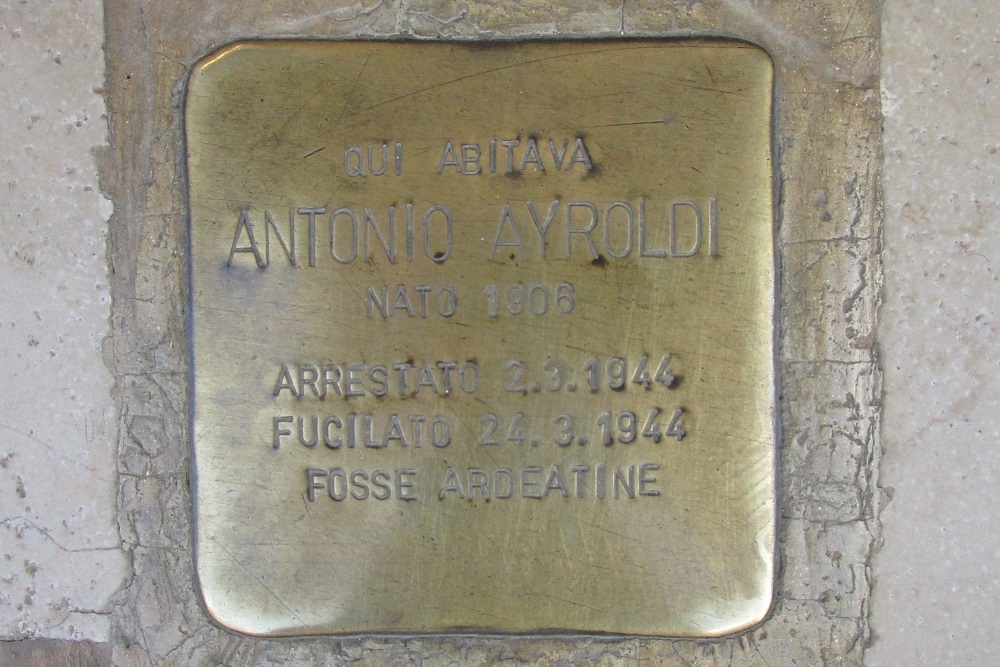 QUI ABITAVA
ANTONIO AYROLDI
NATO 1906
ARRESTATO 2.3.1944
FUCILATO 24.3.1944
FOSSE ARDEATINE